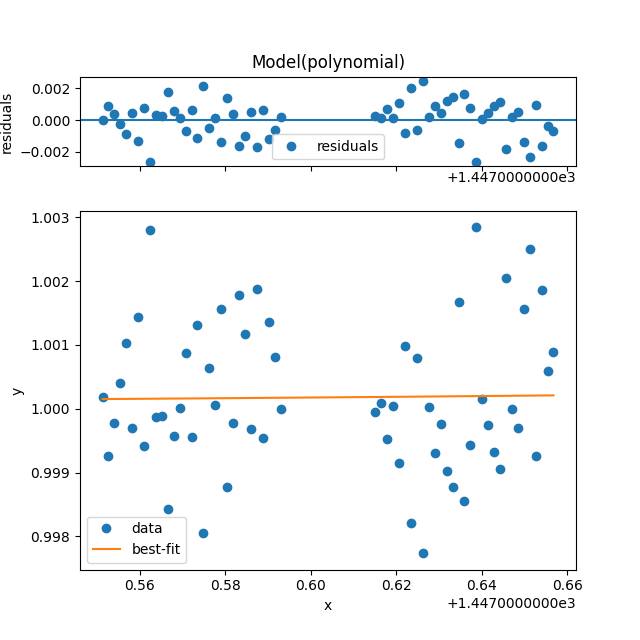 Model(polynomial)
residuals
0.002
0.000
−0.002
residuals
+1.4470000000e3
y
1.003
1.002
1.001
1.000
0.999
0.998
data
best-fit
0.56 0.58 0.60 0.62 0.64 0.66
x
+1.4470000000e3